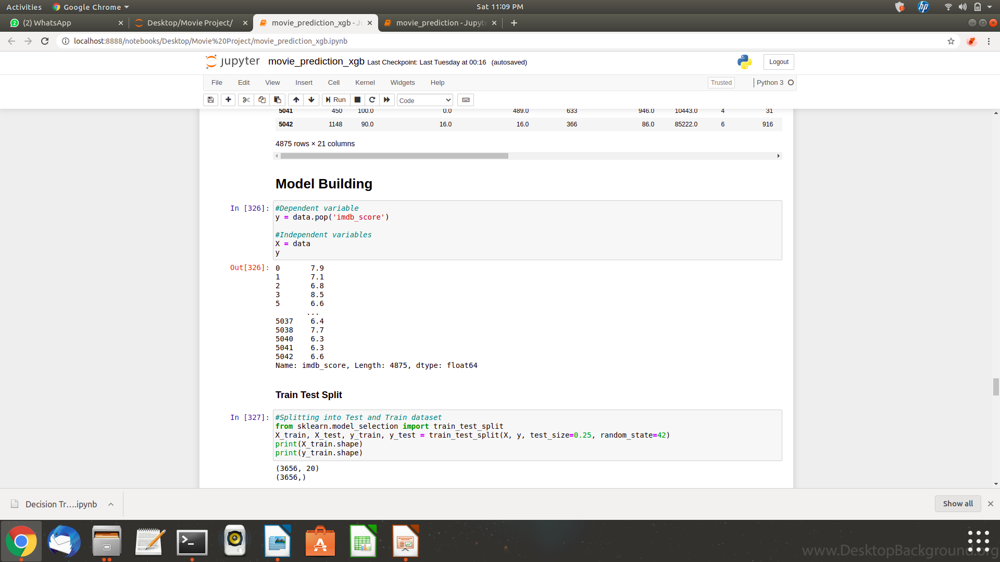 Activities Google Chrome Sat 11:09 PM
(2) WhatsApp Desktop/Movie Project/ movie_prediction_xgb - Ju movie_prediction - Jupyte
localhost:8888/notebooks/Desktop/Movie%20Project/movie_prediction_xgb.ipynb
jupyter movie_prediction_xgb Last Checkpoint: Last Tuesday at 00:16 (autosaved) Logout
File Edit View Insert Cell Kernel Widgets Help Trusted Python 3
Run Code
5041 450 100.0 0.0 489.0 633 946.0 10443.0 4 31
5042 1148 90.0 16.0 16.0 366 86.0 85222.0 6 916
4875 rows × 21 columns
Model Building
In [326]: #Dependent variable
y = data.pop('imdb_score')
#Independent variables
X = data
y
Out[326]: 0 7.9
1 7.1
2 6.8
3 8.5
5 6.6
...
5037 6.4
5038 7.7
5040 6.3
5041 6.3
5042 6.6
Name: imdb_score, Length: 4875, dtype: float64
Train Test Split
In [327]: #Splitting into Test and Train dataset
from sklearn.model_selection import train_test_split
X_train, X_test, y_train, y_test = train_test_split(X, y, test_size=0.25, random_state=42)
print(X_train.shape)
print(y_train.shape)
(3656, 20)
(3656,)
Decision Tr....ipynb Show all
www.DesktopBackground.org